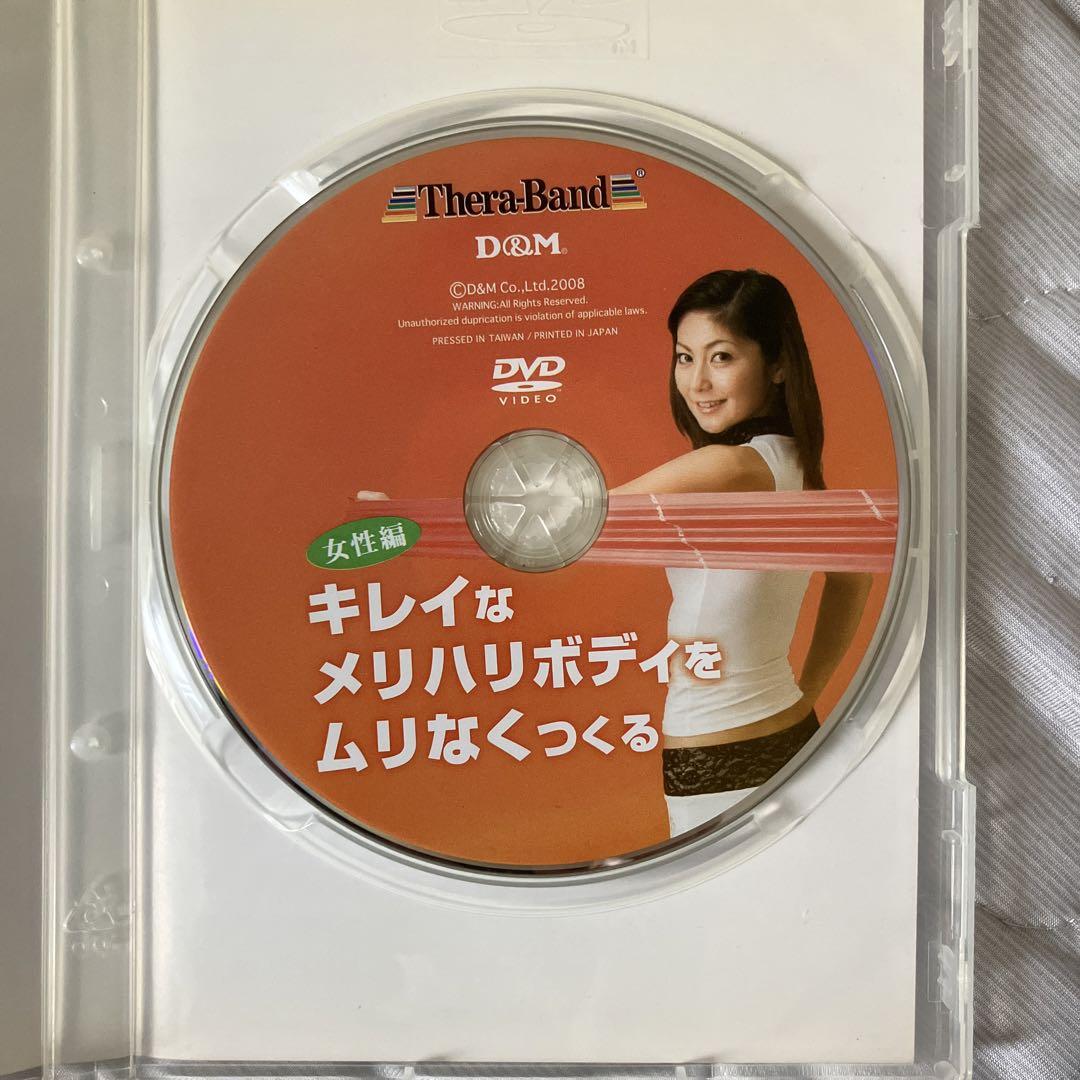 Thera-Band®
D&M®
©D&M Co.,Ltd.2008
WARNING:All Rights Reserved.
Unauthorized duprication is violation of applicable laws.
PRESSED IN TAIWAN / PRINTED IN JAPAN
DVD
VIDEO
女性編
キレイな
メリハリボディを
ムリなくつくる